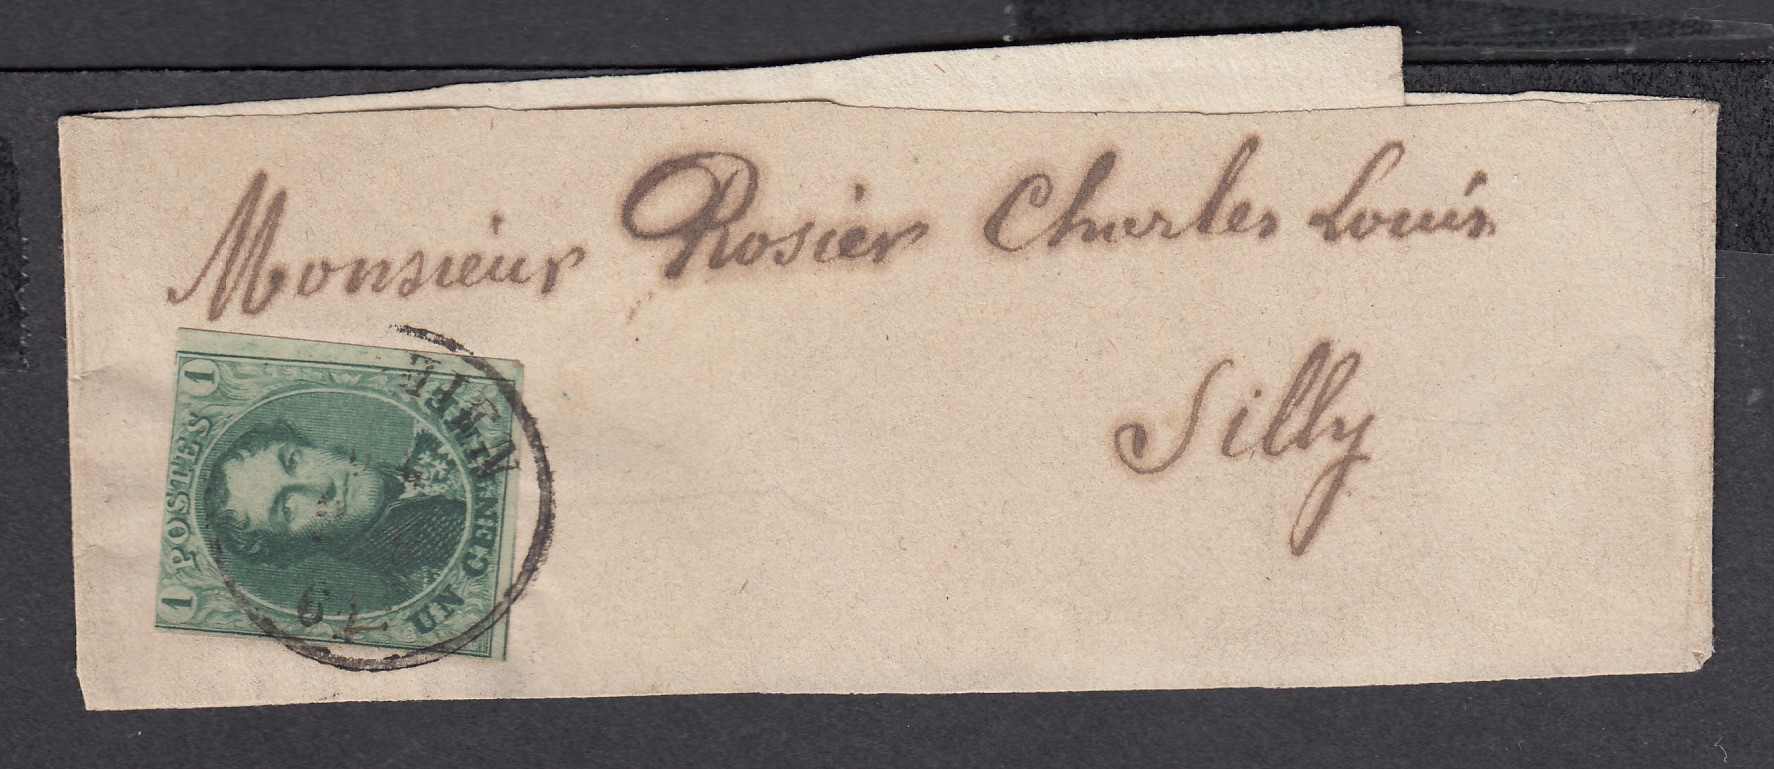 Monsieur Rosier Charles Louis
Silly
1 POSTES 1
UN CENT